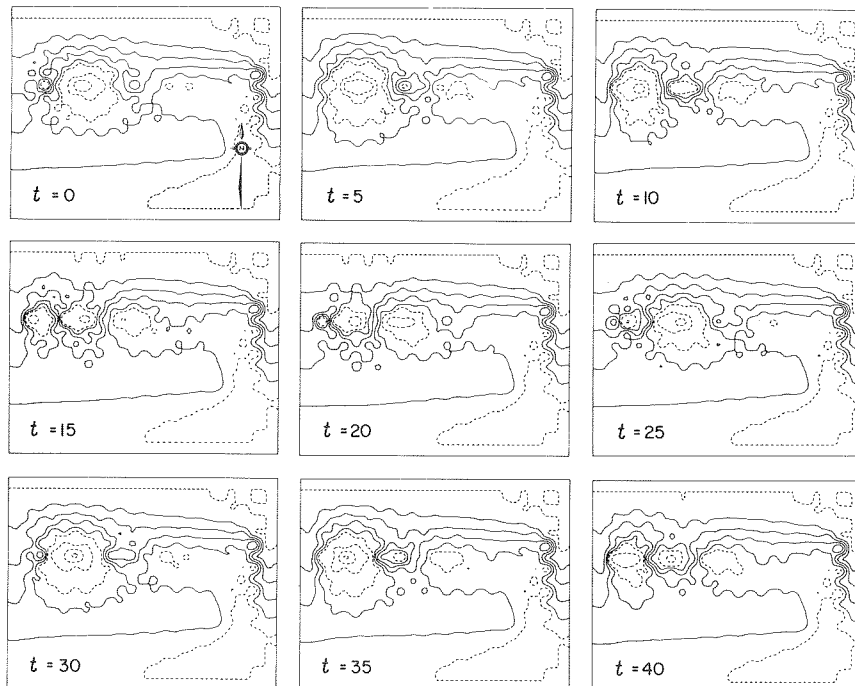 t = 0
N
t = 5
t = 10
t = 15
t = 20
t = 25
t = 30
t = 35
t = 40